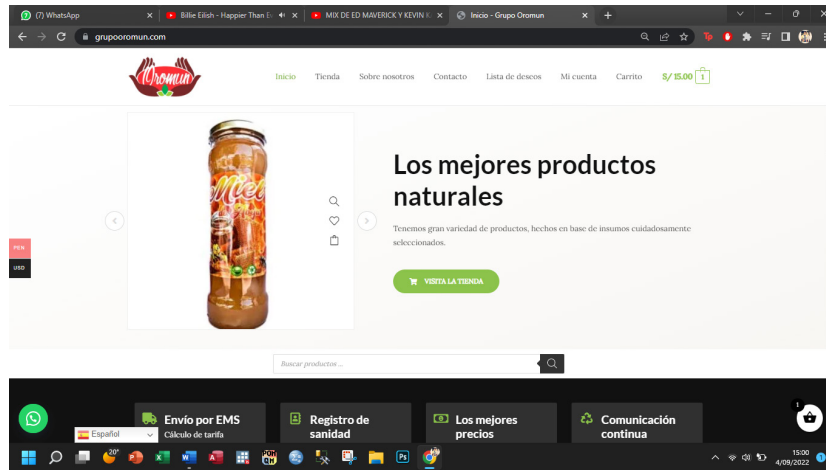 (7) WhatsApp
Billie Eilish - Happier Than Ev
MIX DE ED MAVERICK Y KEVIN K
Inicio - Grupo Oromun
grupooromun.com
Oromun
Inicio
Tienda
Sobre nosotros
Contacto
Lista de deseos
Mi cuenta
Carrito
S/ 15.00
1
Miel
Los mejores productos
naturales
Tenemos gran variedad de productos, hechos en base de insumos cuidadosamente
seleccionados.
VISITA LA TIENDA
PEN
USD
Buscar productos ...
Envío por EMS
Cálculo de tarifa
Registro de
sanidad
Los mejores
precios
Comunicación
continua
1
Español
20°
Ps
15:00
4/09/2022